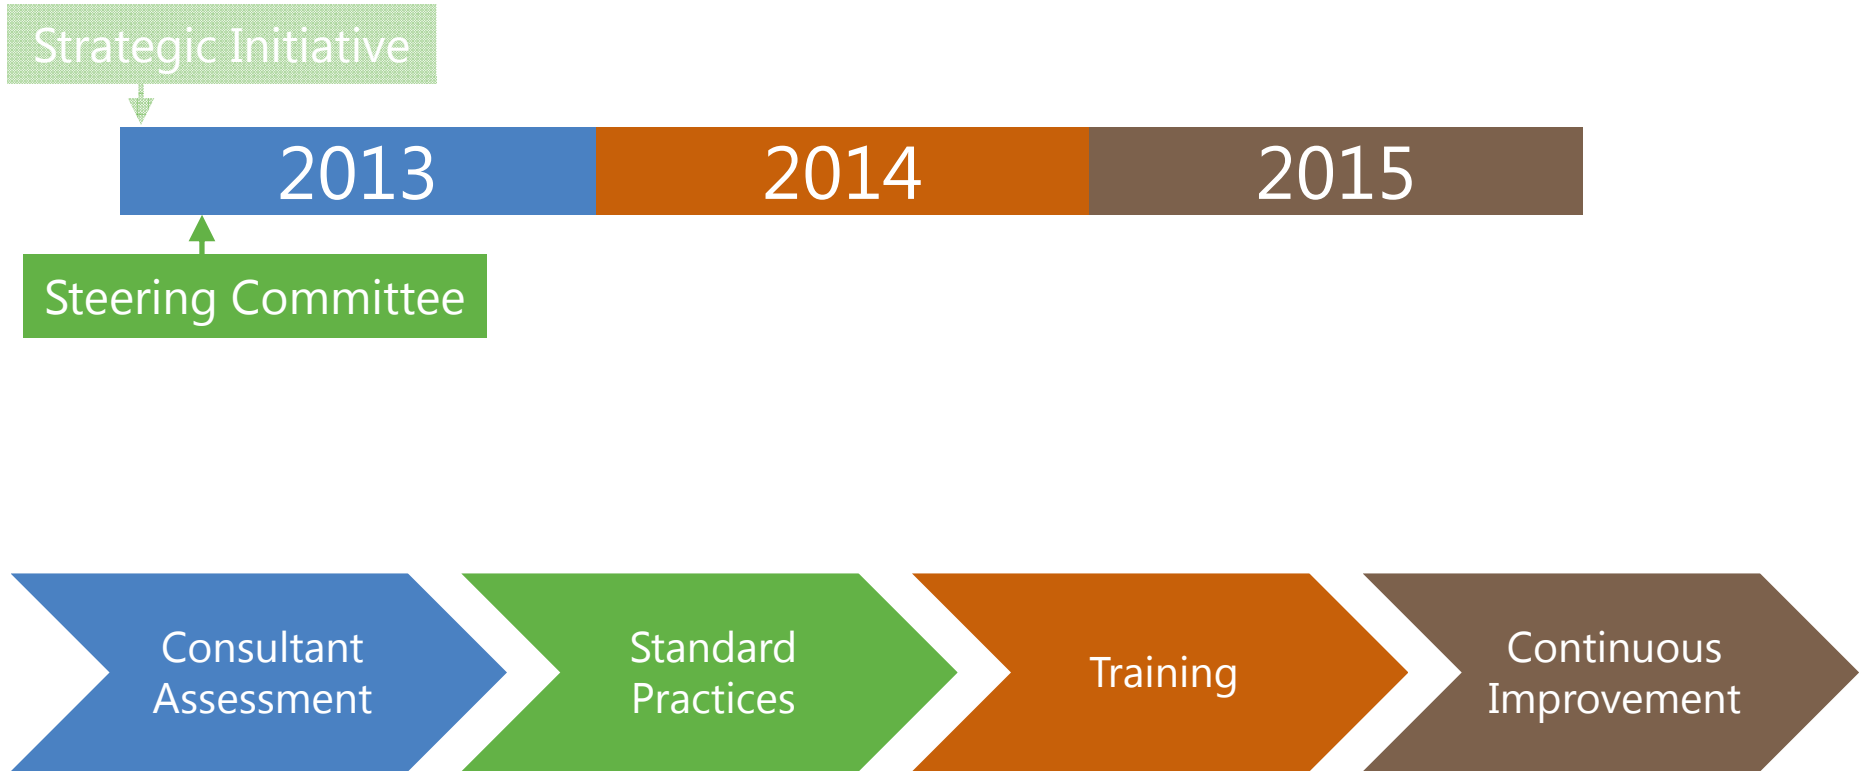 Strategic Initiative
2013 2014 2015
Steering Committee
Consultant
Assessment
Standard
Practices
Training
Continuous
Improvement